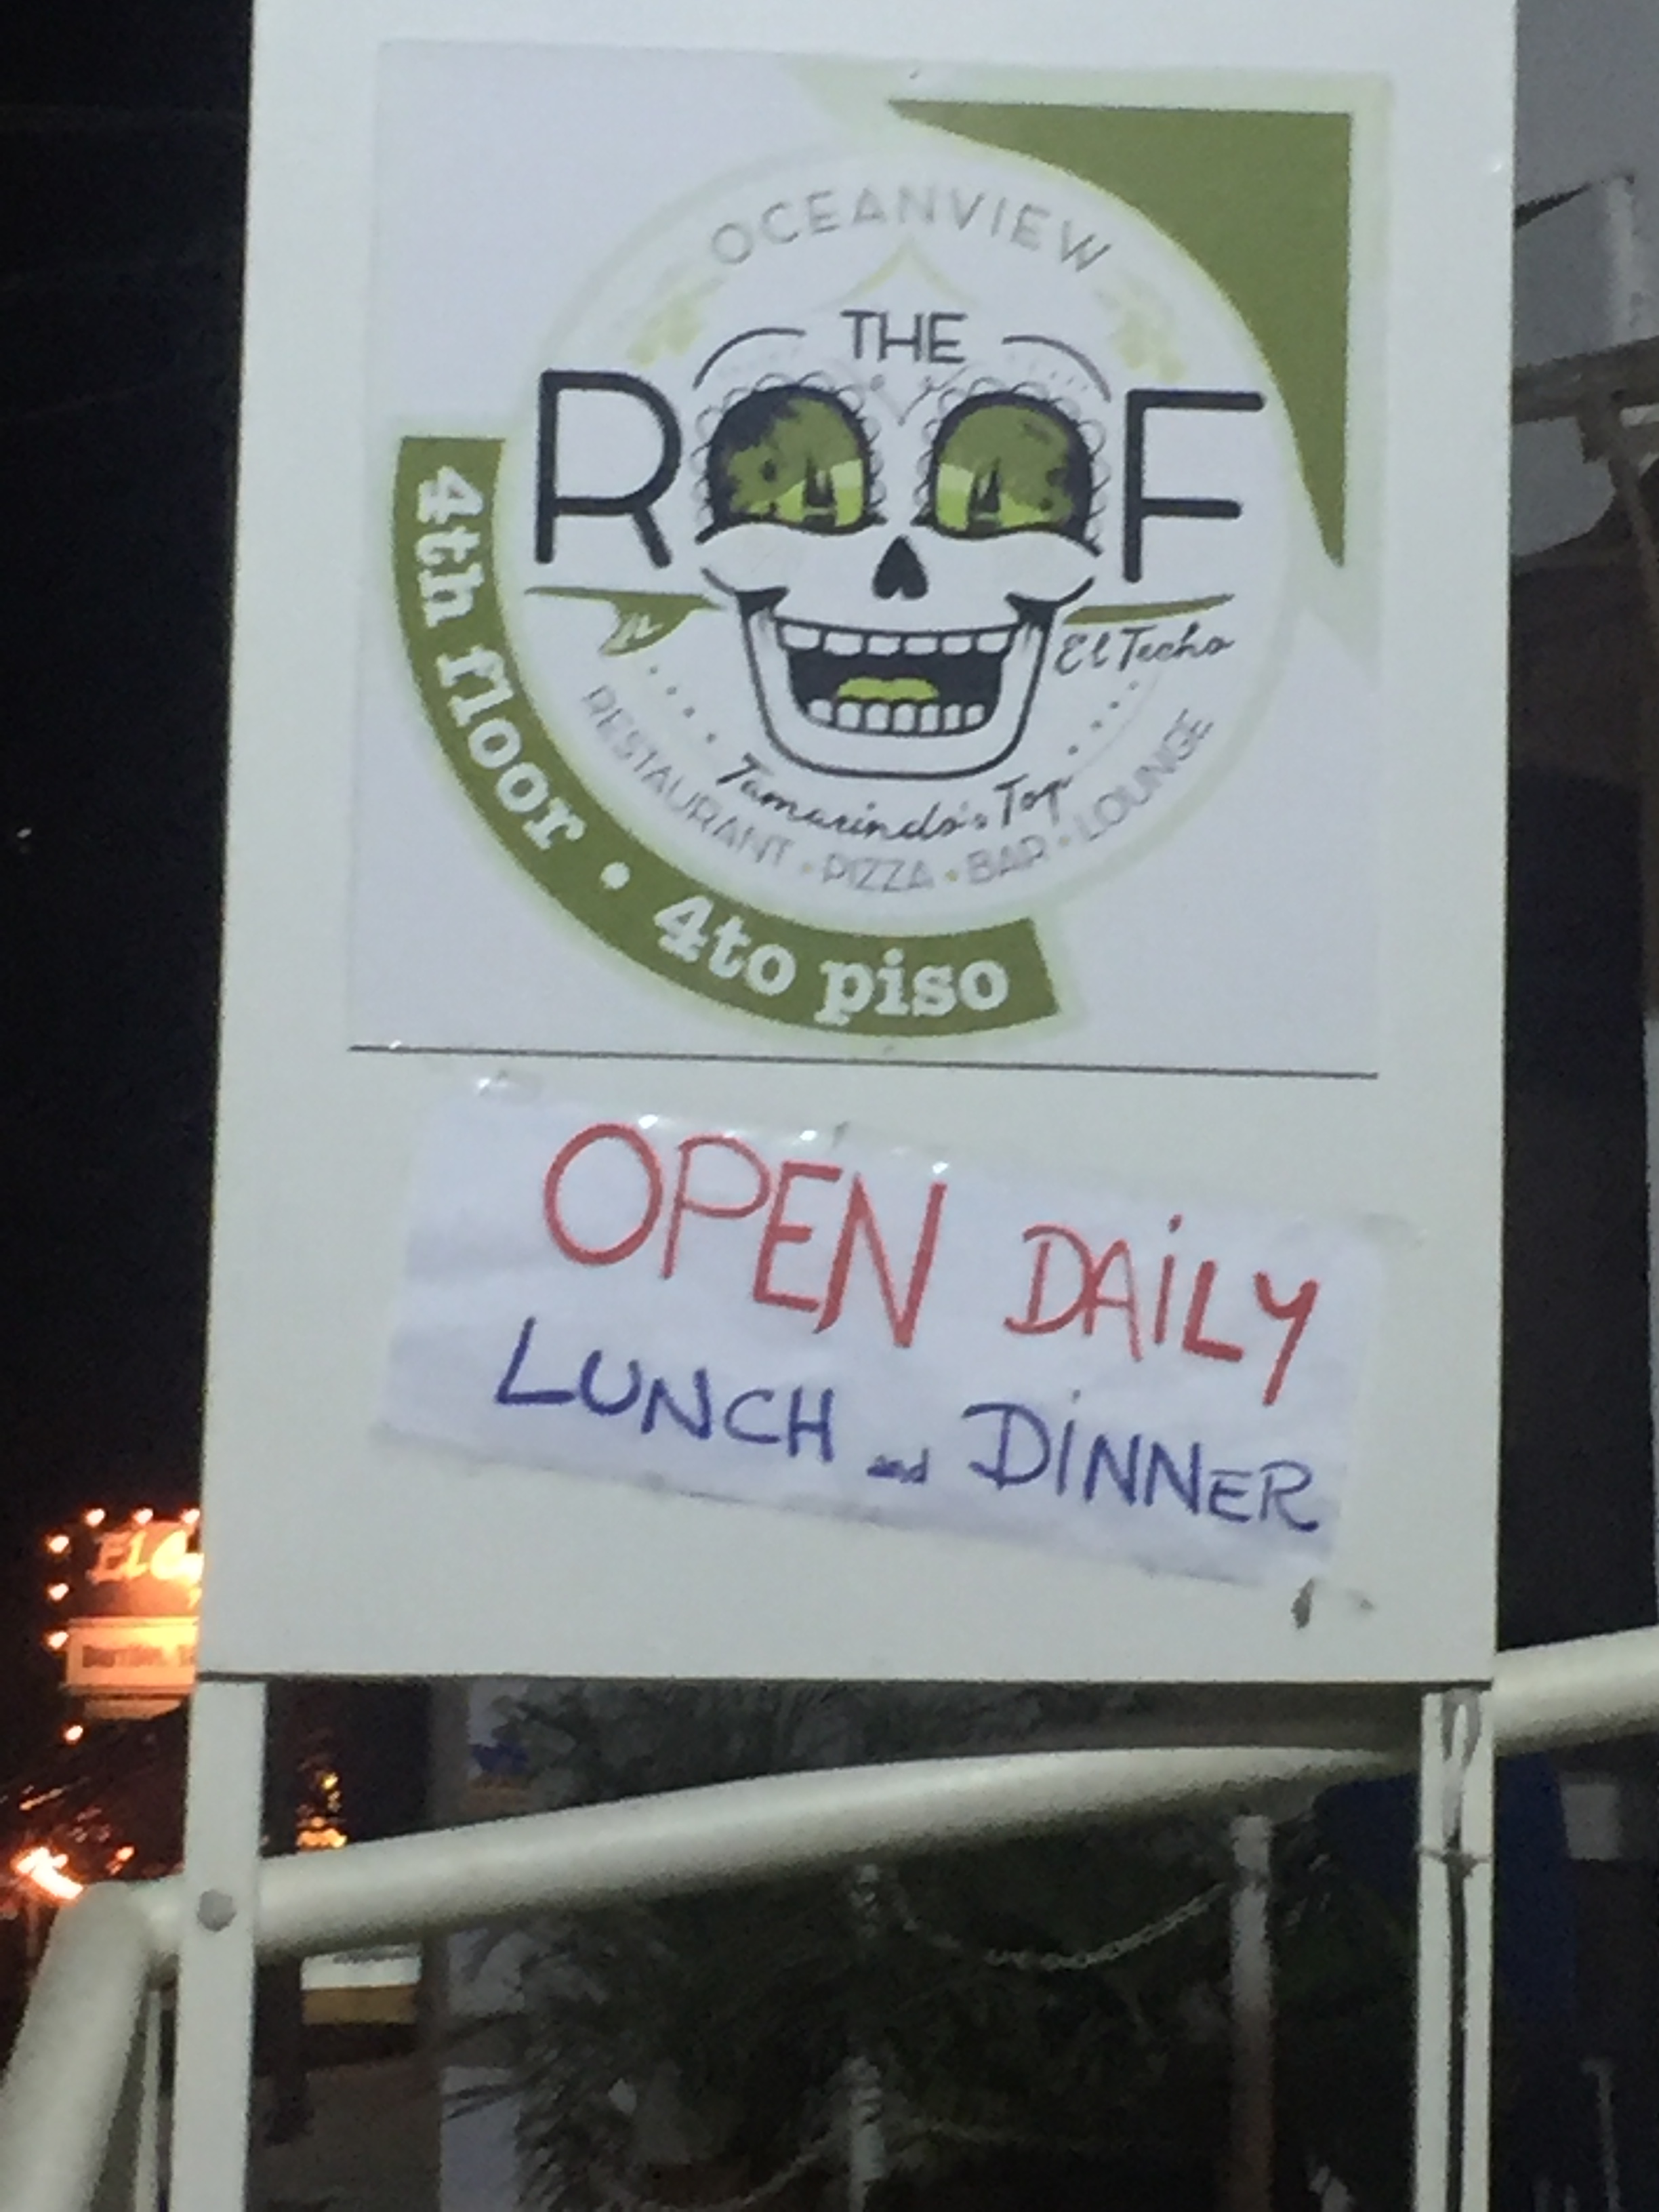 OCEANVIEW
THE
ROOF
El Techo
Tamarindo's Top
RESTAURANT • PIZZA • BAR • LOUNGE
4th floor • 4to piso
OPEN DAiLY
LUNCH and DiNNER